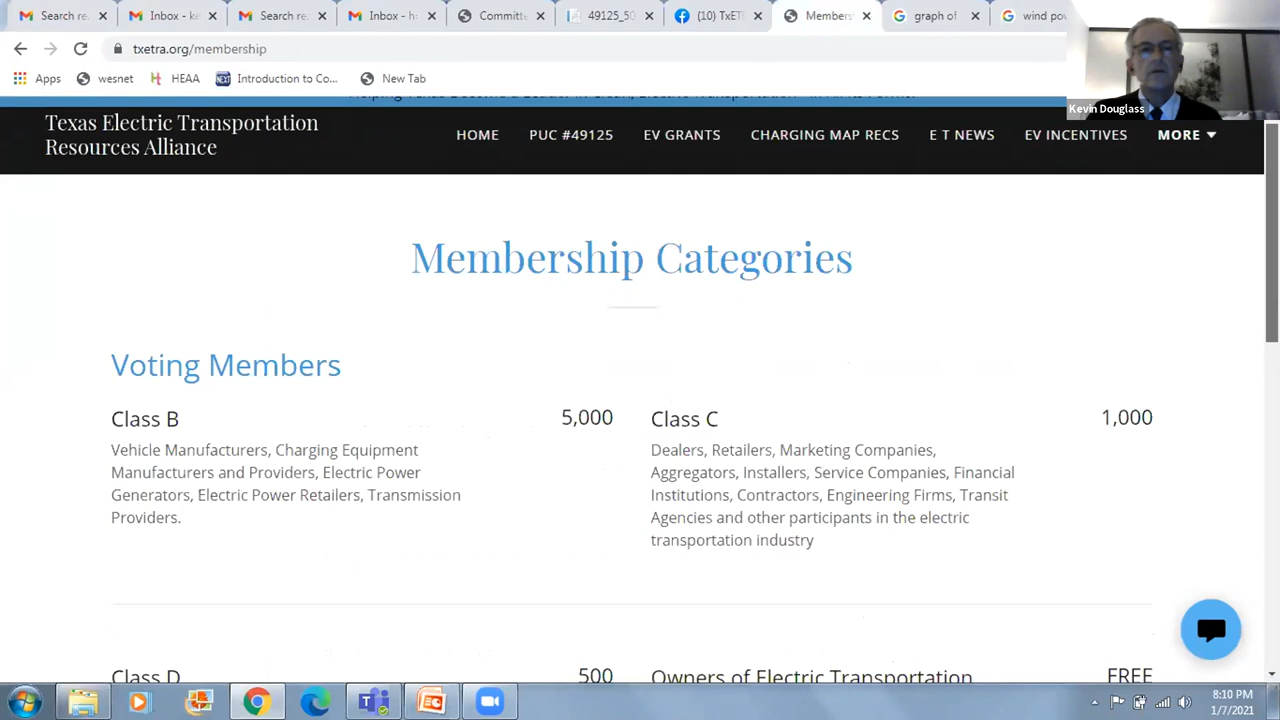 Search re
Inbox - ke
Search re
Inbox - h
Committe
49125_50
(10) TxET
Members
graph of
wind po
txetra.org/membership
Apps
wesnet
HEAA
Introduction to Co...
New Tab
Kevin Douglass
Texas Electric Transportation
Resources Alliance
HOME PUC #49125 EV GRANTS CHARGING MAP RECS E T NEWS EV INCENTIVES MORE
Membership Categories
Voting Members
Class B 5,000
Vehicle Manufacturers, Charging Equipment
Manufacturers and Providers, Electric Power
Generators, Electric Power Retailers, Transmission
Providers.
Class C 1,000
Dealers, Retailers, Marketing Companies,
Aggregators, Installers, Service Companies, Financial
Institutions, Contractors, Engineering Firms, Transit
Agencies and other participants in the electric
transportation industry
Class D 500
Owners of Electric Transportation FREE
8:10 PM
1/7/2021